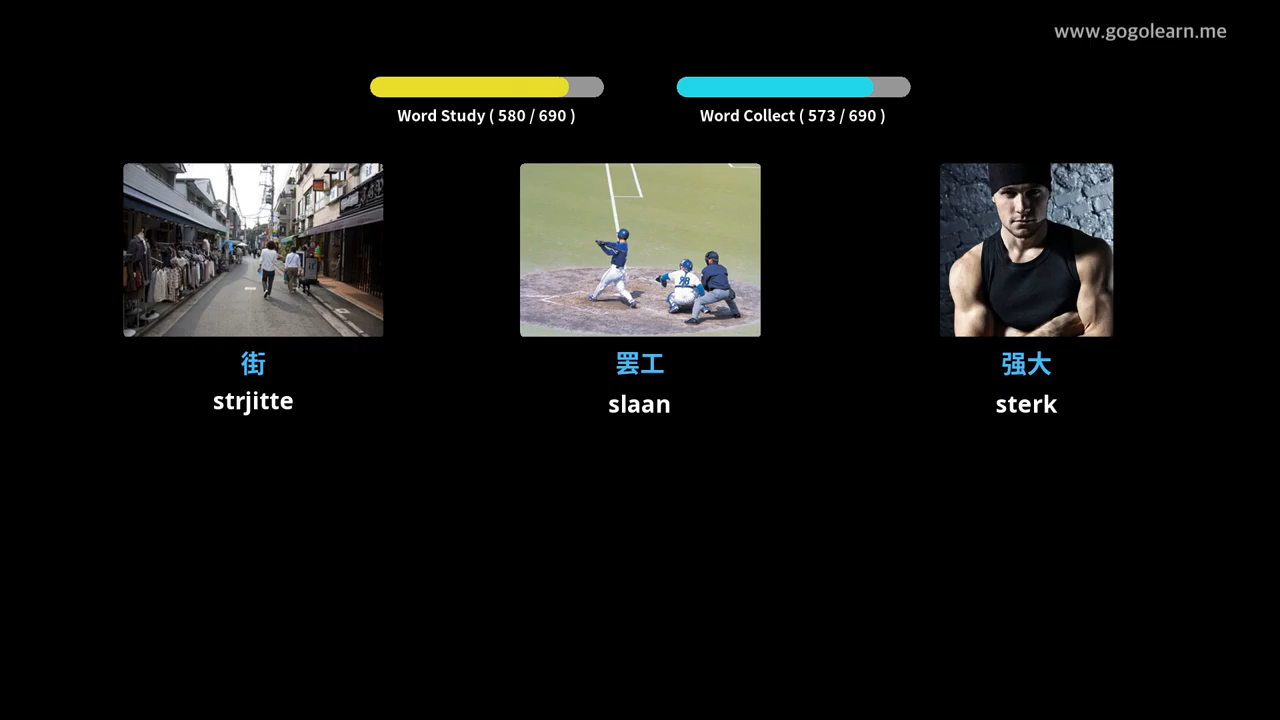 www.gogolearn.me
Word Study ( 580 / 690 )
Word Collect ( 573 / 690 )
街
罢工
强大
strjitte
slaan
sterk